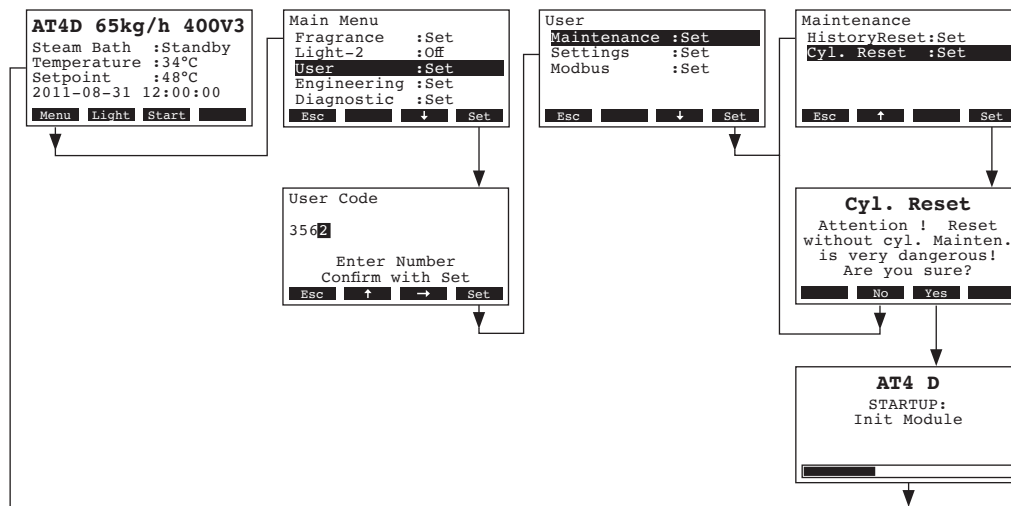 AT4D 65kg/h 400V3
Steam Bath :Standby
Temperature :34°C
Setpoint :48°C
2011-08-31 12:00:00
Menu Light Start
Main Menu
Fragrance :Set
Light-2 :Off
User :Set
Engineering :Set
Diagnostic :Set
Esc ↓ Set
User Code
3562
Enter Number
Confirm with Set
Esc ↑ → Set
User
Maintenance :Set
Settings :Set
Modbus :Set
Esc ↓ Set
Maintenance
HistoryReset:Set
Cyl. Reset :Set
Esc ↑ Set
Cyl. Reset
Attention ! Reset
without cyl. Mainten.
is very dangerous!
Are you sure?
No Yes
AT4 D
STARTUP:
Init Module